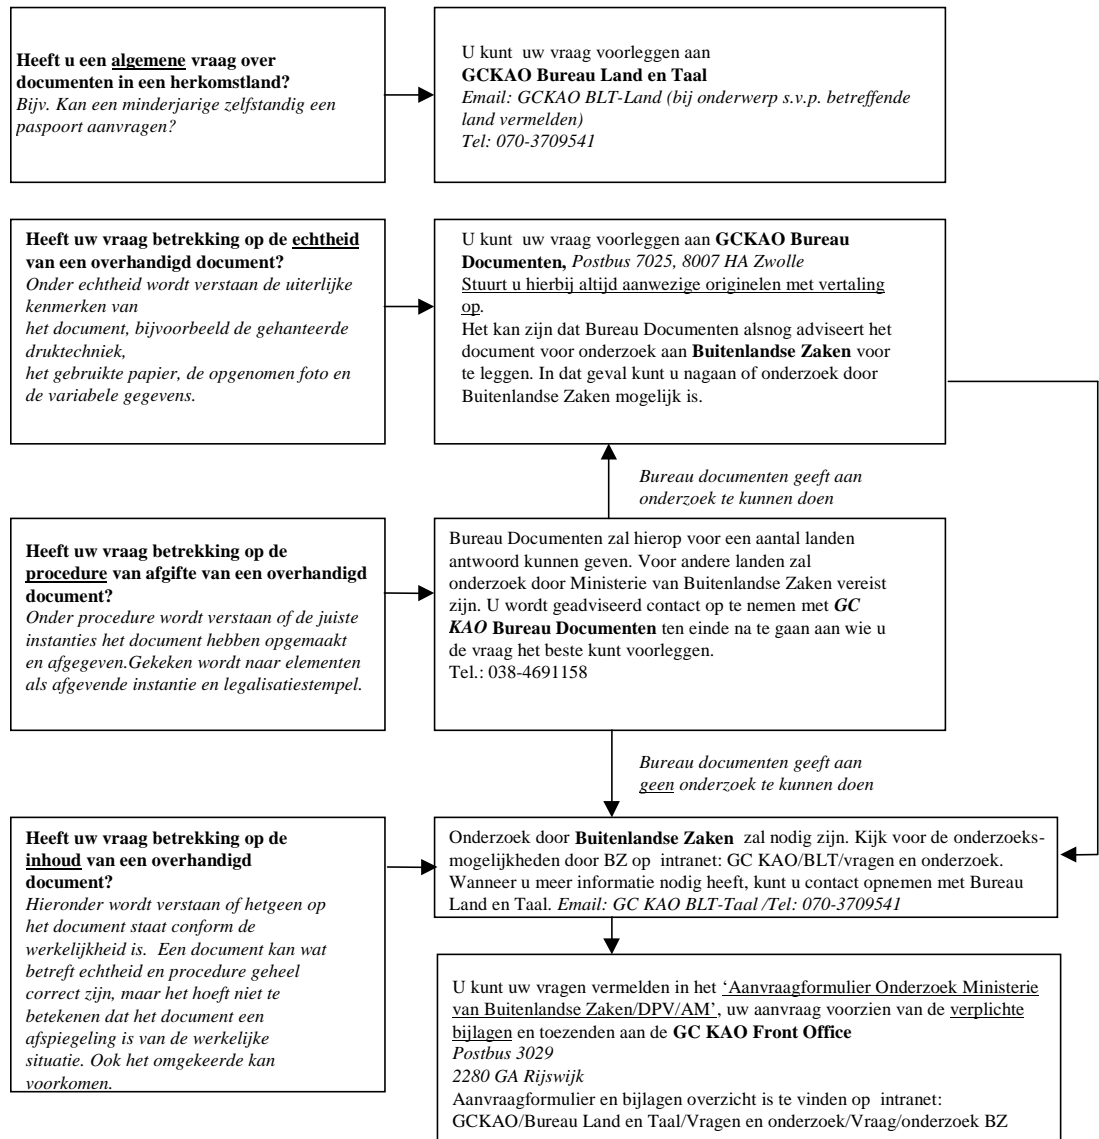 Heeft u een algemene vraag over
documenten in een herkomstland?
Bijv. Kan een minderjarige zelfstandig een
paspoort aanvragen?
U kunt uw vraag voorleggen aan
GCKAO Bureau Land en Taal
Email: GCKAO BLT-Land (bij onderwerp s.v.p. betreffende
land vermelden)
Tel: 070-3709541
Heeft uw vraag betrekking op de echtheid
van een overhandigd document?
Onder echtheid wordt verstaan de uiterlijke
kenmerken van
het document, bijvoorbeeld de gehanteerde
druktechniek,
het gebruikte papier, de opgenomen foto en
de variabele gegevens.
U kunt uw vraag voorleggen aan GCKAO Bureau
Documenten, Postbus 7025, 8007 HA Zwolle
Stuurt u hierbij altijd aanwezige originelen met vertaling
op.
Het kan zijn dat Bureau Documenten alsnog adviseert het
document voor onderzoek aan Buitenlandse Zaken voor
te leggen. In dat geval kunt u nagaan of onderzoek door
Buitenlandse Zaken mogelijk is.
Bureau documenten geeft aan
onderzoek te kunnen doen
Heeft uw vraag betrekking op de
procedure van afgifte van een overhandigd
document?
Onder procedure wordt verstaan of de juiste
instanties het document hebben opgemaakt
en afgegeven.Gekeken wordt naar elementen
als afgevende instantie en legalisatiestempel.
Bureau Documenten zal hierop voor een aantal landen
antwoord kunnen geven. Voor andere landen zal
onderzoek door Ministerie van Buitenlandse Zaken vereist
zijn. U wordt geadviseerd contact op te nemen met GC
KAO Bureau Documenten ten einde na te gaan aan wie u
de vraag het beste kunt voorleggen.
Tel.: 038-4691158
Bureau documenten geeft aan
geen onderzoek te kunnen doen
Heeft uw vraag betrekking op de
inhoud van een overhandigd
document?
Hieronder wordt verstaan of hetgeen op
het document staat conform de
werkelijkheid is. Een document kan wat
betreft echtheid en procedure geheel
correct zijn, maar het hoeft niet te
betekenen dat het document een
afspiegeling is van de werkelijke
situatie. Ook het omgekeerde kan
voorkomen.
Onderzoek door Buitenlandse Zaken zal nodig zijn. Kijk voor de onderzoeks-
mogelijkheden door BZ op intranet: GC KAO/BLT/vragen en onderzoek.
Wanneer u meer informatie nodig heeft, kunt u contact opnemen met Bureau
Land en Taal. Email: GC KAO BLT-Taal /Tel: 070-3709541
U kunt uw vragen vermelden in het ‘Aanvraagformulier Onderzoek Ministerie
van Buitenlandse Zaken/DPV/AM’, uw aanvraag voorzien van de verplichte
bijlagen en toezenden aan de GC KAO Front Office
Postbus 3029
2280 GA Rijswijk
Aanvraagformulier en bijlagen overzicht is te vinden op intranet:
GCKAO/Bureau Land en Taal/Vragen en onderzoek/Vraag/onderzoek BZ